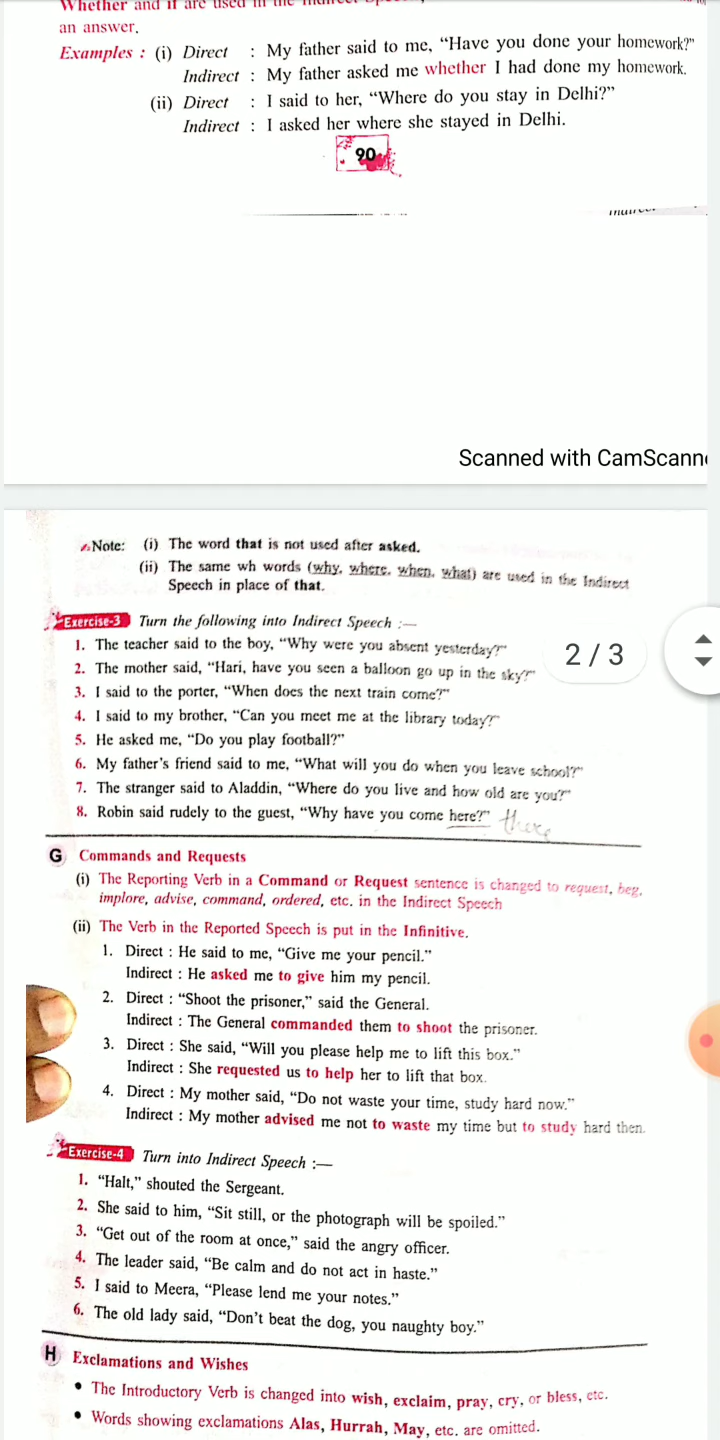 Whether and if are used in the Indirect
an answer.
Examples : (i) Direct : My father said to me, “Have you done your homework?”
Indirect : My father asked me whether I had done my homework.
(ii) Direct : I said to her, “Where do you stay in Delhi?”
Indirect : I asked her where she stayed in Delhi.
90
Scanned with CamScann
Note: (i) The word that is not used after asked.
(ii) The same wh words (why, where, when, what) are used in the Indirect
Speech in place of that.
Exercise-3 Turn the following into Indirect Speech :—
1. The teacher said to the boy, “Why were you absent yesterday?”
2. The mother said, “Hari, have you seen a balloon go up in the sky?”
2 / 3
3. I said to the porter, “When does the next train come?”
4. I said to my brother, “Can you meet me at the library today?”
5. He asked me, “Do you play football?”
6. My father’s friend said to me, “What will you do when you leave school?”
7. The stranger said to Aladdin, “Where do you live and how old are you?”
8. Robin said rudely to the guest, “Why have you come here?” there
G Commands and Requests
(i) The Reporting Verb in a Command or Request sentence is changed to request, beg,
implore, advise, command, ordered, etc. in the Indirect Speech
(ii) The Verb in the Reported Speech is put in the Infinitive.
1. Direct : He said to me, “Give me your pencil.”
Indirect : He asked me to give him my pencil.
2. Direct : “Shoot the prisoner,” said the General.
Indirect : The General commanded them to shoot the prisoner.
3. Direct : She said, “Will you please help me to lift this box.”
Indirect : She requested us to help her to lift that box.
4. Direct : My mother said, “Do not waste your time, study hard now.”
Indirect : My mother advised me not to waste my time but to study hard then.
Exercise-4 Turn into Indirect Speech :—
1. “Halt,” shouted the Sergeant.
2. She said to him, “Sit still, or the photograph will be spoiled.”
3. “Get out of the room at once,” said the angry officer.
4. The leader said, “Be calm and do not act in haste.”
5. I said to Meera, “Please lend me your notes.”
6. The old lady said, “Don’t beat the dog, you naughty boy.”
H Exclamations and Wishes
• The Introductory Verb is changed into wish, exclaim, pray, cry, or bless, etc.
• Words showing exclamations Alas, Hurrah, May, etc. are omitted.